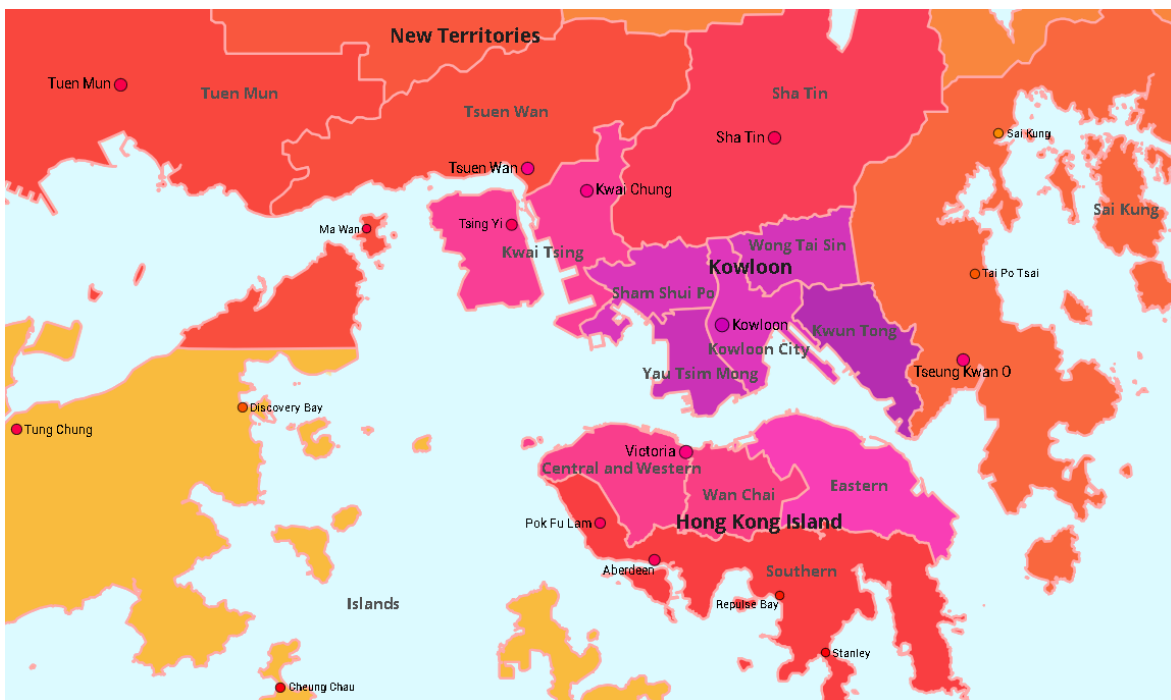 New Territories
Tuen Mun
Tuen Mun
Sha Tin
Tsuen Wan
Sai Kung
Sha Tin
Tsuen Wan
Kwai Chung
Sai Kung
Tsing Yi
Ma Wan
Wong Tai Sin
Kwai Tsing
Kowloon
Tai Po Tsai
Sham Shui Po
Kowloon
Kwun Tong
Kowloon City
Yau Tsim Mong
Tseung Kwan O
Discovery Bay
Tung Chung
Victoria
Central and Western
Eastern
Wan Chai
Pok Fu Lam
Hong Kong Island
Aberdeen
Southern
Islands
Repulse Bay
Stanley
Cheung Chau